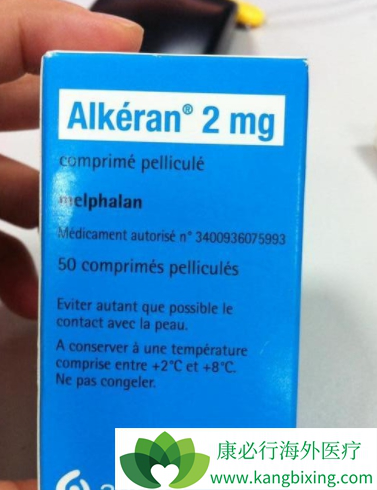 Alkéran® 2 mg
comprimé pelliculé
melphalan
Médicament autorisé n° 3400936075993
50 comprimés pelliculés
Eviter autant que possible le
contact avec la peau.
A conserver à une température
comprise entre +2°C et +8°C.
Ne pas congeler.
康必行海外医疗
www.kangbixing.com